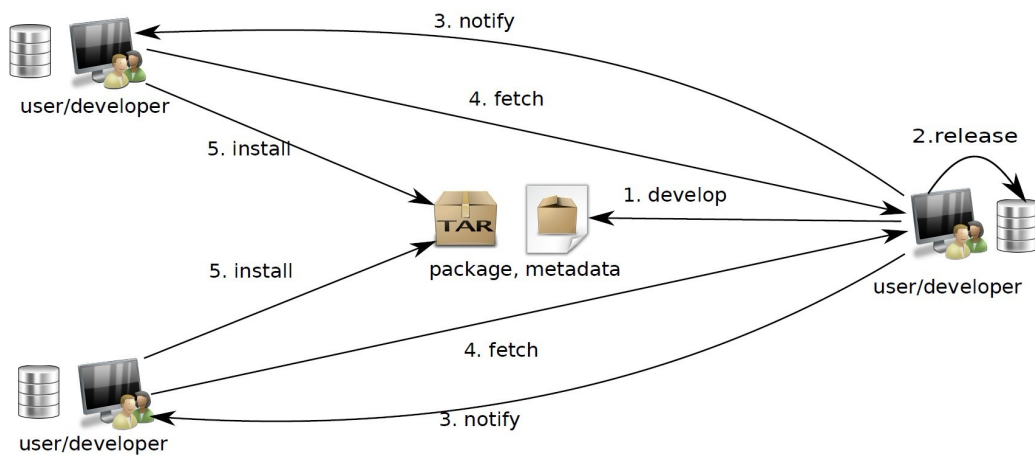 3. notify
user/developer
4. fetch
2.release
5. install
1. develop
TAR
package, metadata
5. install
user/developer
4. fetch
3. notify
user/developer